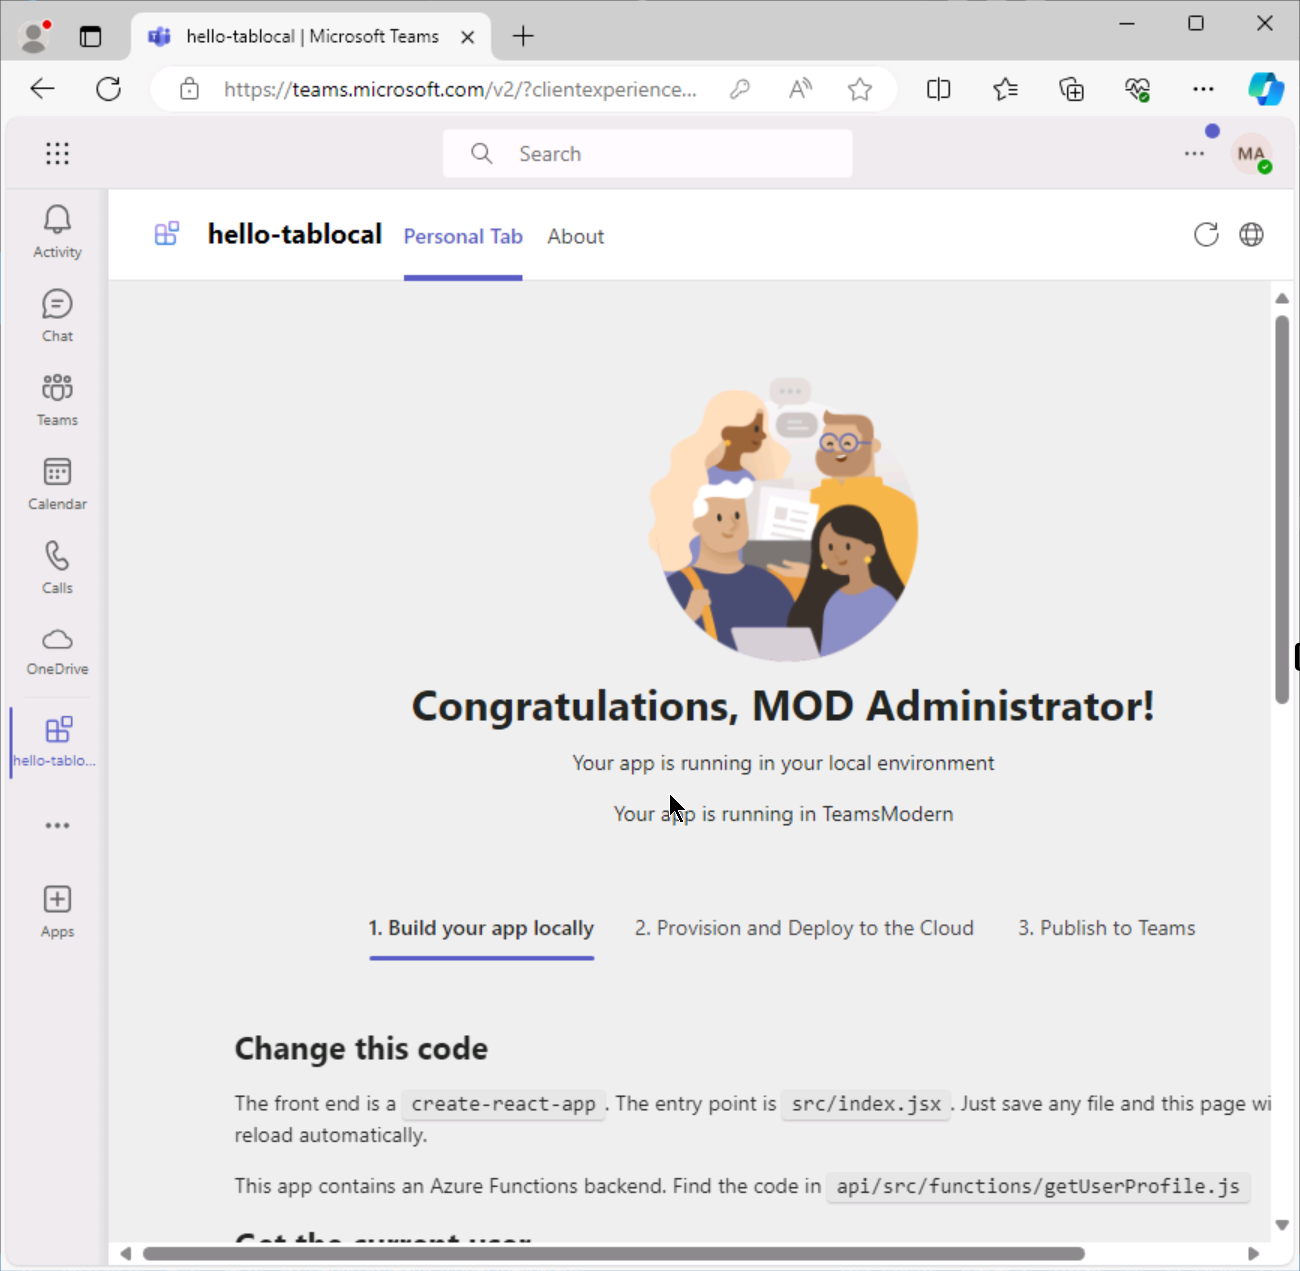 hello-tablocal | Microsoft Teams
https://teams.microsoft.com/v2/?clientexperience...
Search
MA
hello-tablocal
Personal Tab
About
Activity
Chat
Teams
Calendar
Calls
OneDrive
hello-tablo...
Apps
Congratulations, MOD Administrator!
Your app is running in your local environment
Your app is running in TeamsModern
1. Build your app locally
2. Provision and Deploy to the Cloud
3. Publish to Teams
Change this code
The front end is a create-react-app . The entry point is src/index.jsx . Just save any file and this page wi
reload automatically.
This app contains an Azure Functions backend. Find the code in api/src/functions/getUserProfile.js
Get the current user